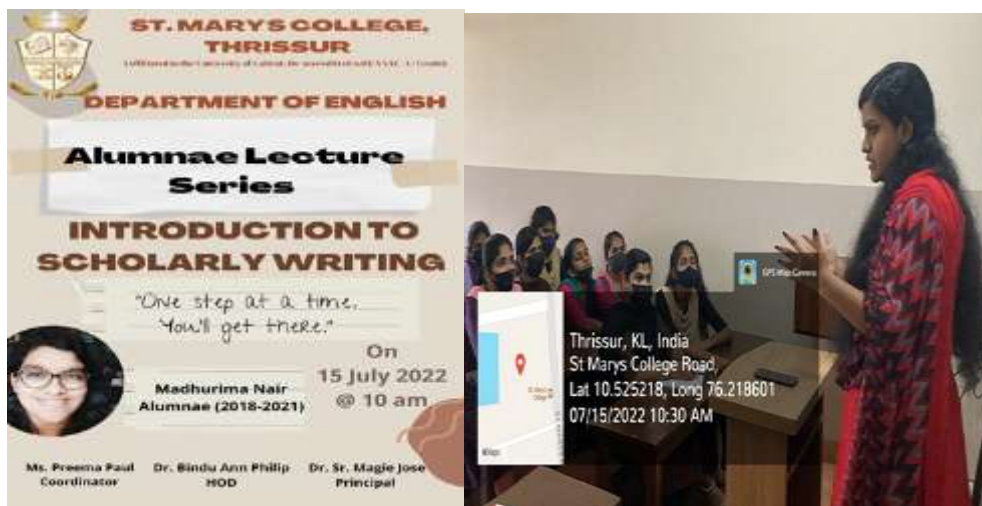 ST. MARYS COLLEGE,
THRISSUR
DEPARTMENT OF ENGLISH
Alumnae Lecture
Series
INTRODUCTION TO
SCHOLARLY WRITING
"One step at a time.
You'll get there."
On
15 July 2022
@ 10 am
Madhurima Nair
Alumnae (2018-2021)
Ms. Preema Paul
Coordinator
Dr. Bindu Ann Philip
HOD
Dr. Sr. Magie Jose
Principal
GPS Map Camera
Thrissur, KL, India
St Marys College Road,
Lat 10.525218, Long 76.218601
07/15/2022 10:30 AM